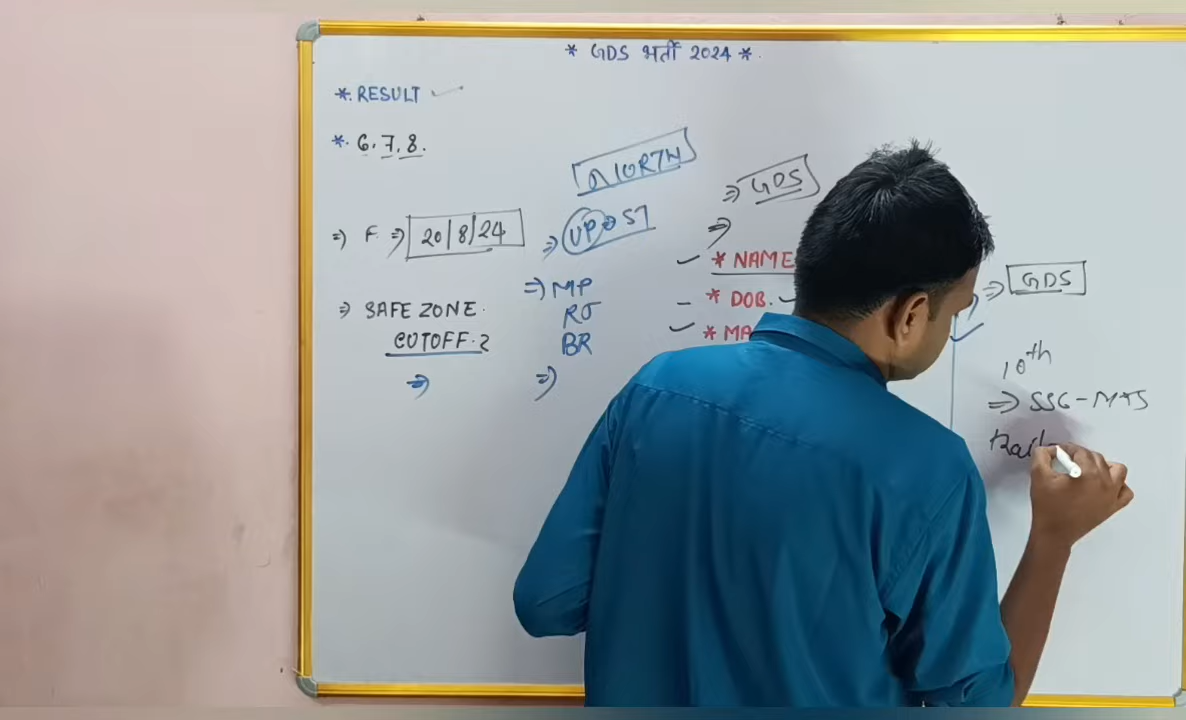 * GDS भर्ती 2024 *.
*. RESULT
*. 6.7.8.
⇒ F. ⇒ 20/8/24
⇒ SAFE ZONE.
CUTOFF.2
⇒
NORTH
⇒ UP ⇒ ST
⇒ MP
RJ
BR
⇒
⇒ GDS
⇒
* NAME
* DOB.
* MA
⇒ GDS
10th
⇒ SSC-MTS